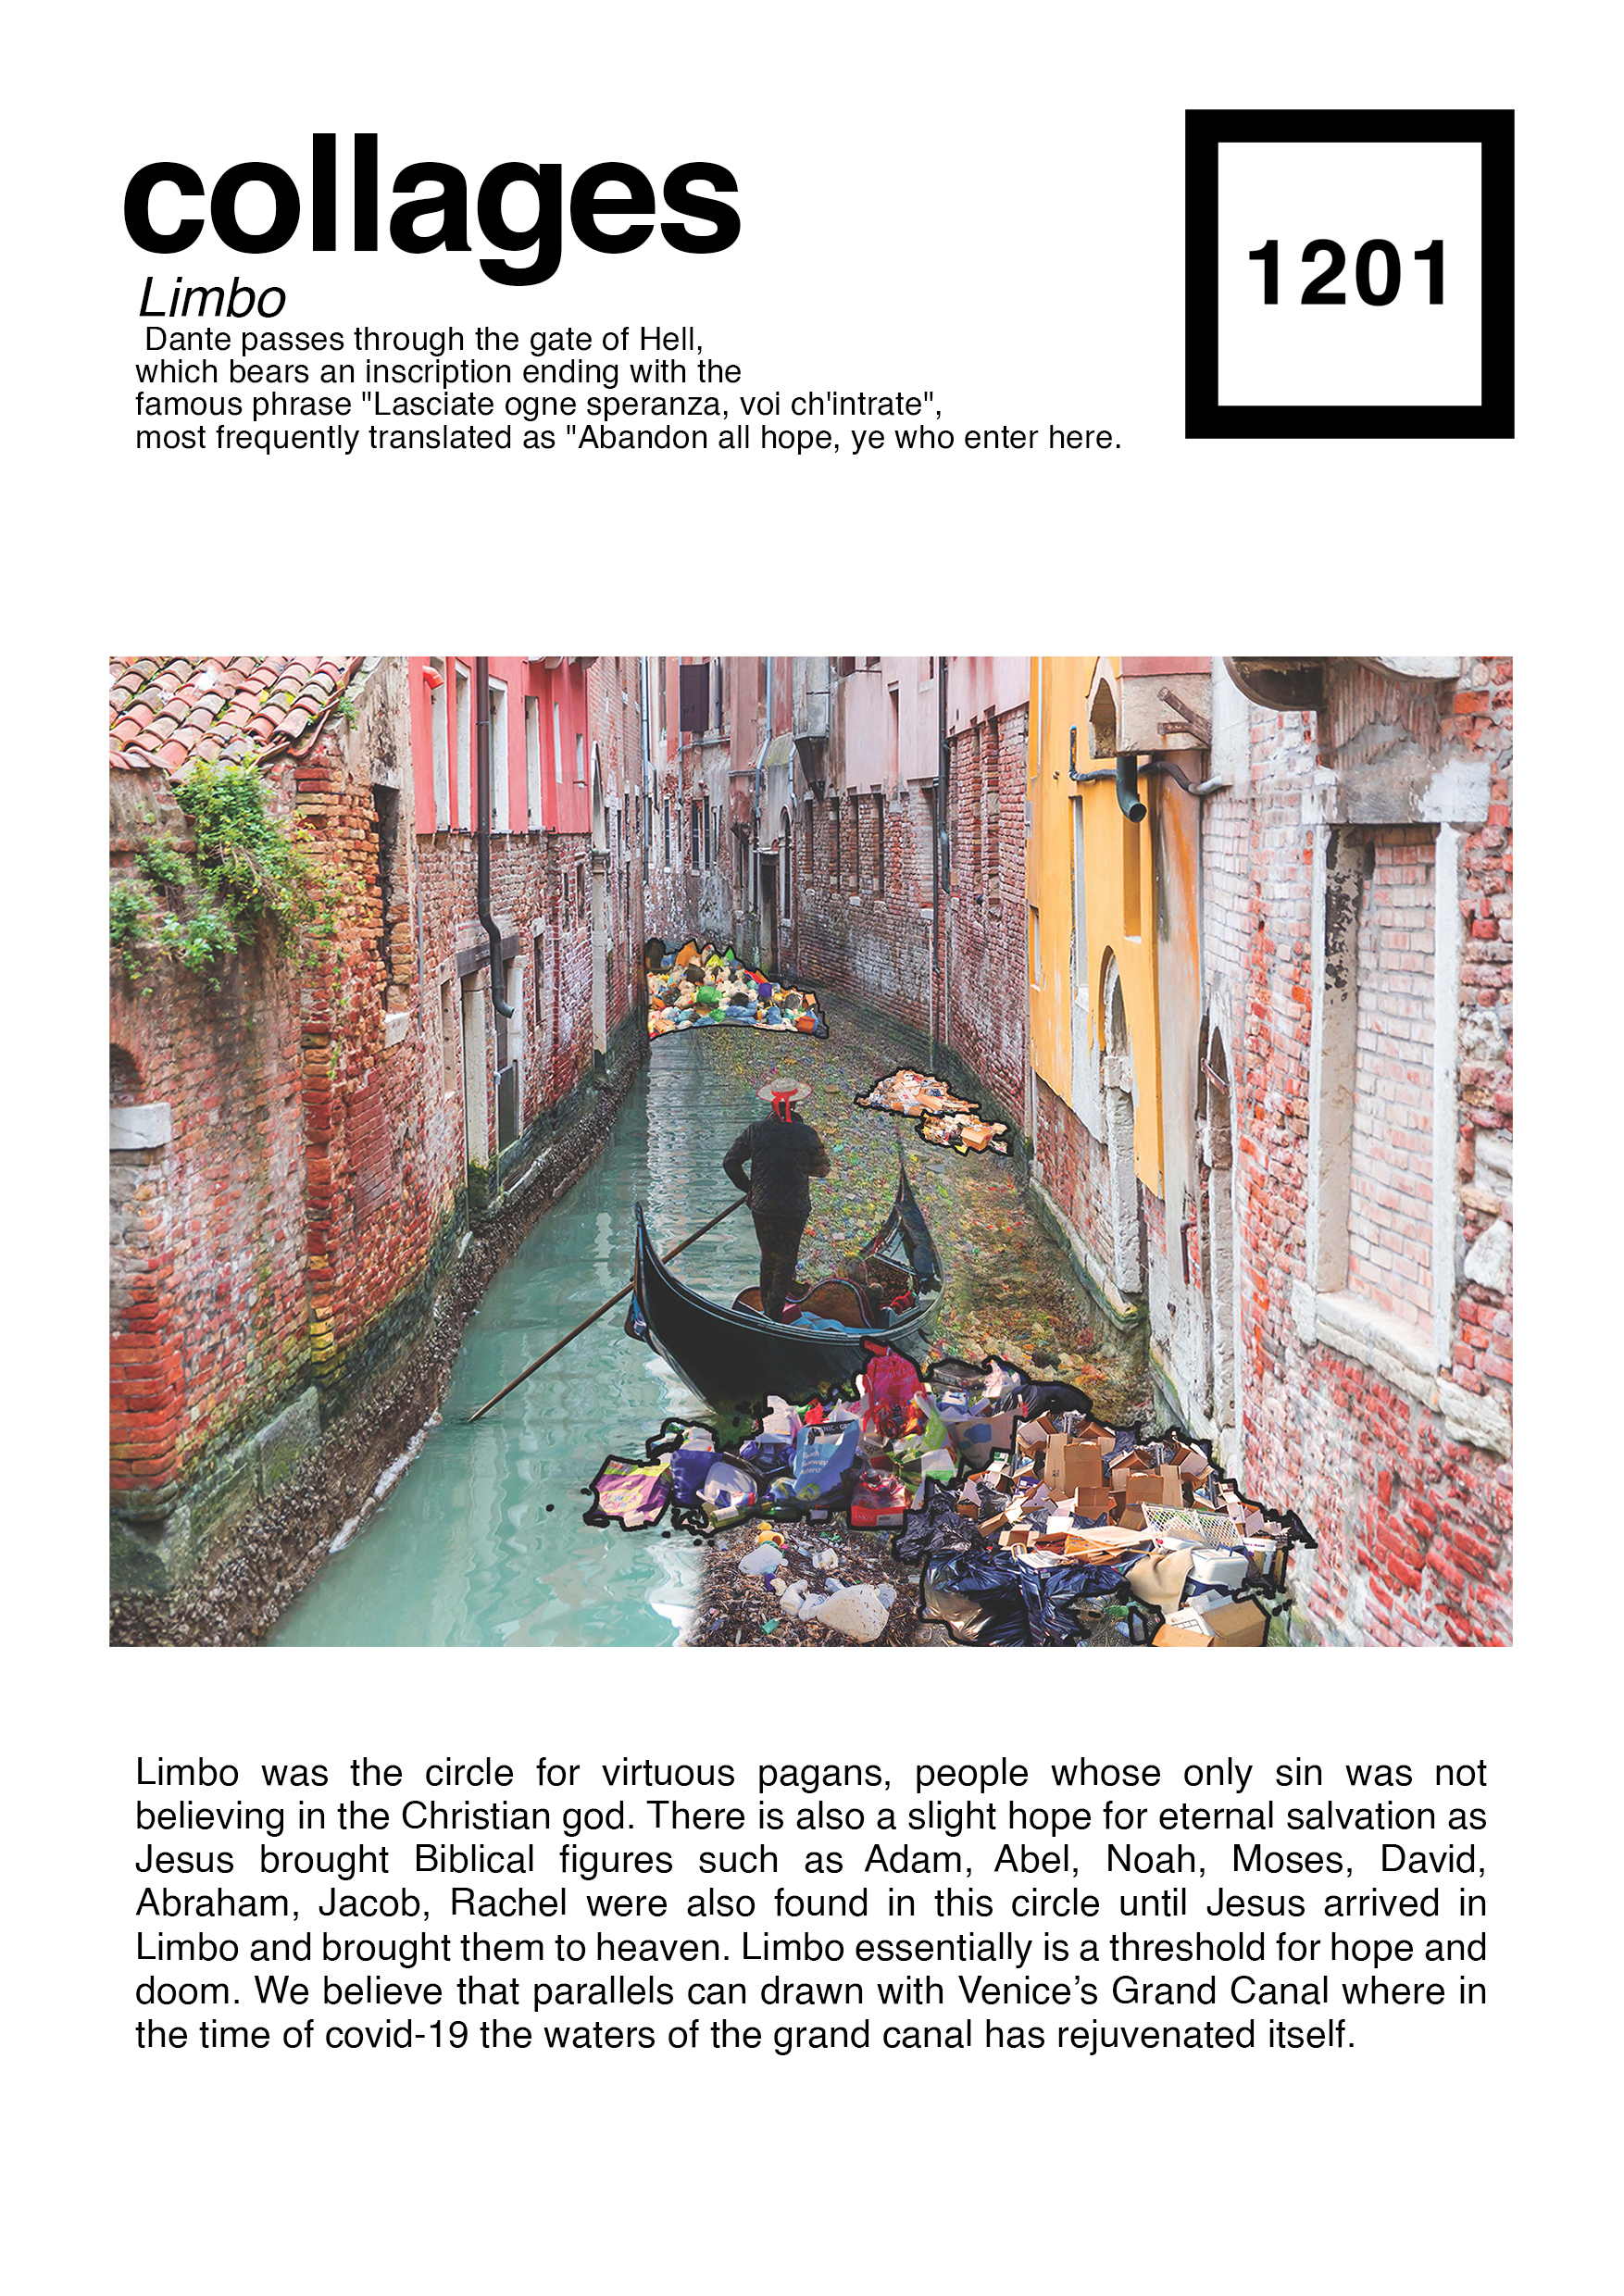 collages
Limbo
Dante passes through the gate of Hell,
which bears an inscription ending with the
famous phrase "Lasciate ogne speranza, voi ch'intrate",
most frequently translated as "Abandon all hope, ye who enter here.
1201
Limbo was the circle for virtuous pagans, people whose only sin was not
believing in the Christian god. There is also a slight hope for eternal salvation as
Jesus brought Biblical figures such as Adam, Abel, Noah, Moses, David,
Abraham, Jacob, Rachel were also found in this circle until Jesus arrived in
Limbo and brought them to heaven. Limbo essentially is a threshold for hope and
doom. We believe that parallels can drawn with Venice’s Grand Canal where in
the time of covid-19 the waters of the grand canal has rejuvenated itself.